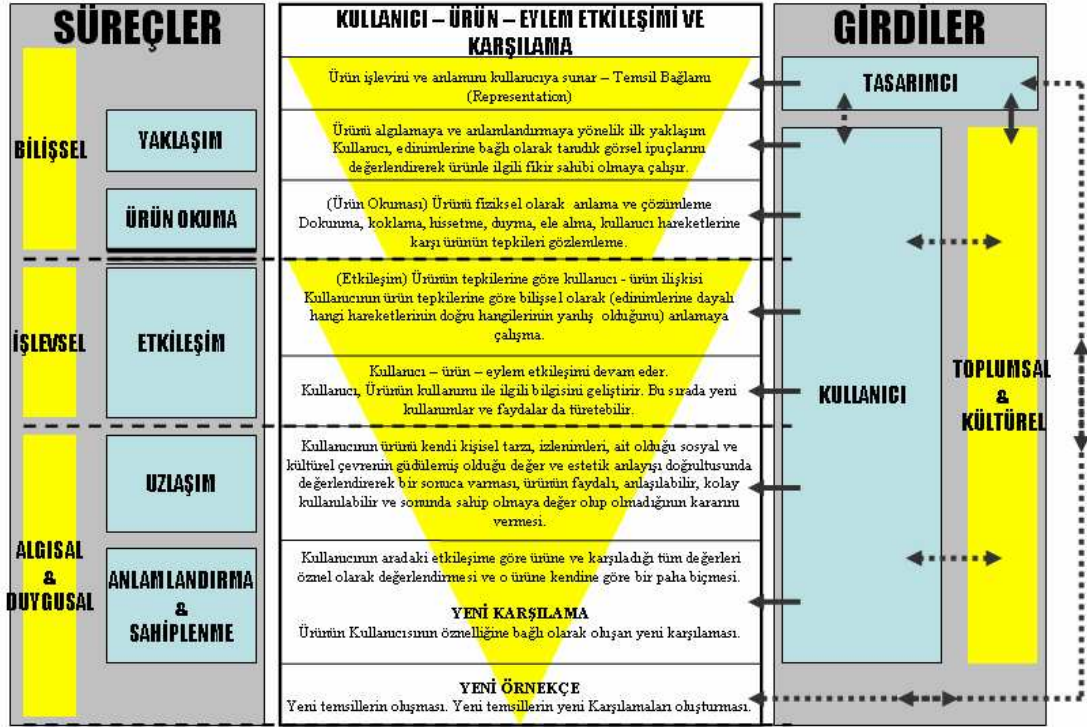 SÜREÇLER
BİLİŞSEL
YAKLAŞIM
ÜRÜN OKUMA
İŞLEVSEL
ETKİLEŞİM
ALGISAL
&
DUYGUSAL
UZLAŞIM
ANLAMLANDIRMA
&
SAHİPLENME
KULLANICI – ÜRÜN – EYLEM ETKİLEŞİMİ VE
KARŞILAMA
Ürün işlevini ve anlamını kullanıcıya sunar – Temsil Bağlamı
(Representation)
Ürünü algılamaya ve anlamlandırmaya yönelik ilk yaklaşım
Kullanıcı, edinimlerine bağlı olarak tanıdık görsel ipuçlarını
değerlendirerek ürünle ilgili fikir sahibi olmaya çalışır.
(Ürün Okuması) Ürünü fiziksel olarak anlama ve çözümleme
Dokunma, koklama, hissetme, duyma, ele alma, kullanıcı hareketlerine
karşı ürünün tepkileri gözlemleme.
(Etkileşim) Ürünün tepkilerine göre kullanıcı - ürün ilişkisi
Kullanıcının ürün tepkilerine göre bilişsel olarak (edinimlerine dayalı
hangi hareketlerinin doğru hangilerinin yanlış olduğunu) anlamaya
çalışma.
Kullanıcı – ürün – eylem etkileşimi devam eder.
Kullanıcı, Ürünün kullanımı ile ilgili bilgisini geliştirir. Bu sırada yeni
kullanımlar ve faydalar da türetebilir.
Kullanıcının ürünü kendi kişisel tarzı, izlenimleri, ait olduğu sosyal ve
kültürel çevrenin güdülemiş olduğu değer ve estetik anlayışı doğrultusunda
değerlendirerek bir sonuca varması, ürünün faydalı, anlaşılabilir, kolay
kullanılabilir ve sonunda sahip olmaya değer olup olmadığının kararını
vermesi.
Kullanıcının aradaki etkileşime göre ürüne ve karşıladığı tüm değerleri
öznel olarak değerlendirmesi ve o ürüne kendine göre bir paha biçmesi.
YENİ KARŞILAMA
Ürünün Kullanıcısının öznelliğine bağlı olarak oluşan yeni karşılaması.
YENİ ÖRNEKÇE
Yeni temsillerin oluşması. Yeni temsillerin yeni Karşılamaları oluşturması.
GİRDİLER
TASARIMCI
KULLANICI
TOPLUMSAL
&
KÜLTÜREL